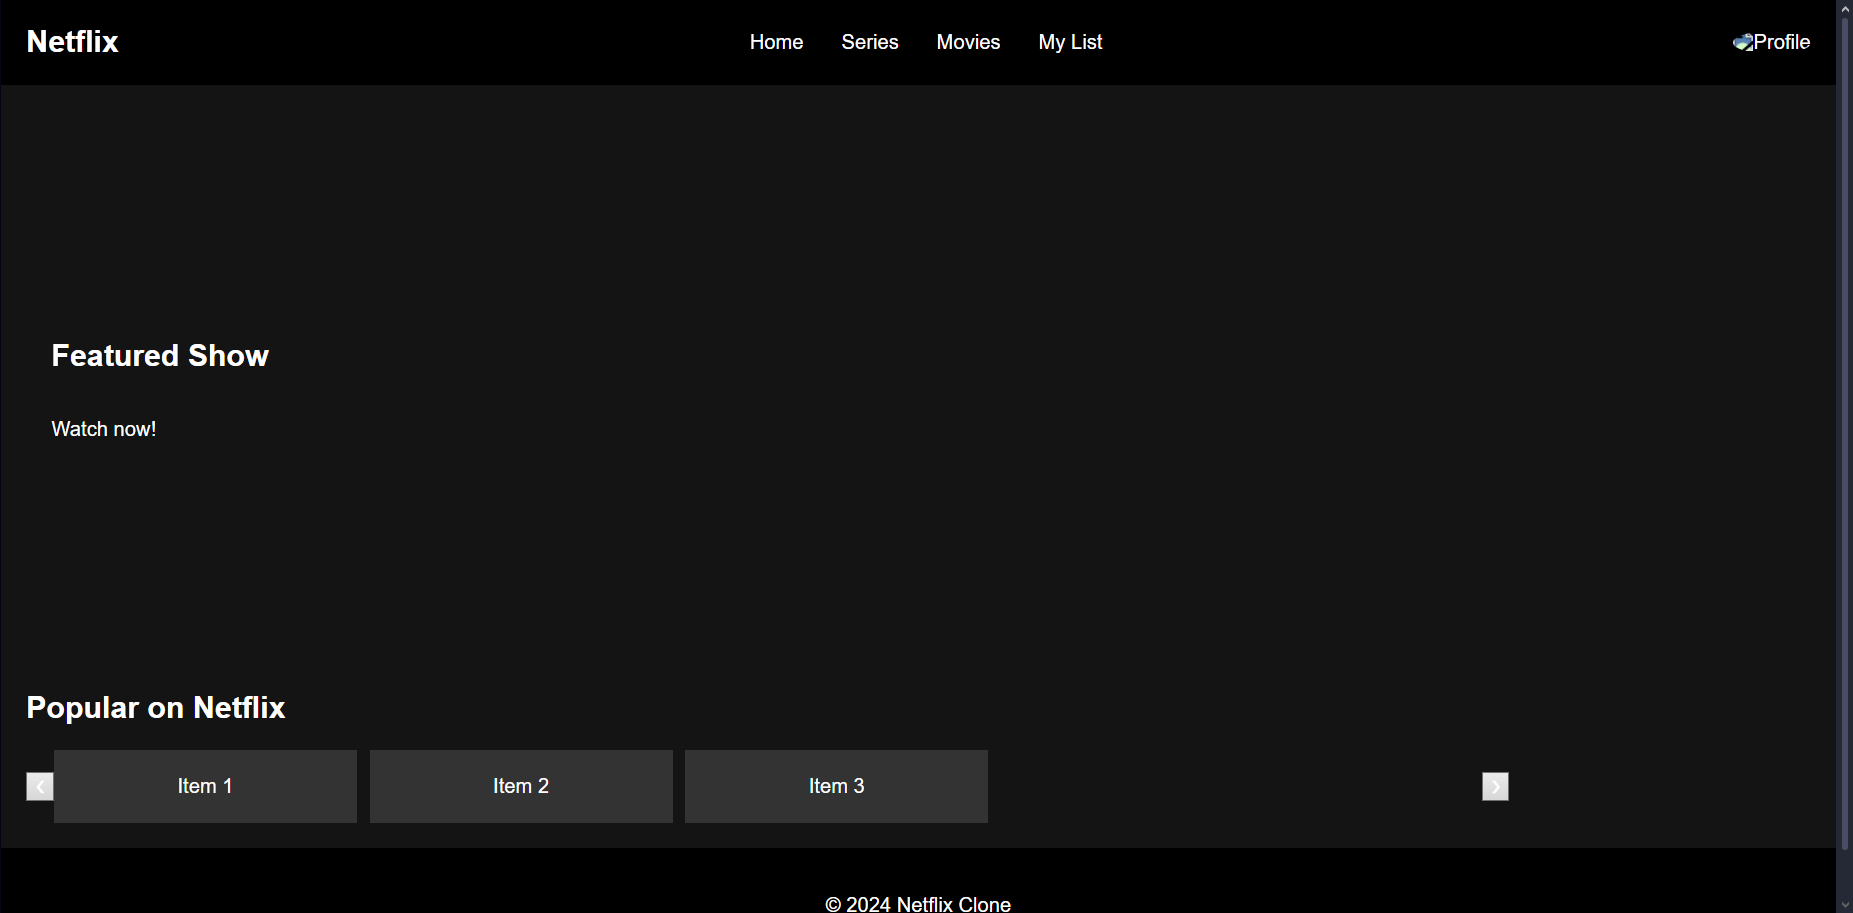 Netflix
Home Series Movies My List
Profile
Featured Show
Watch now!
Popular on Netflix
‹ Item 1 Item 2 Item 3 ›
© 2024 Netflix Clone